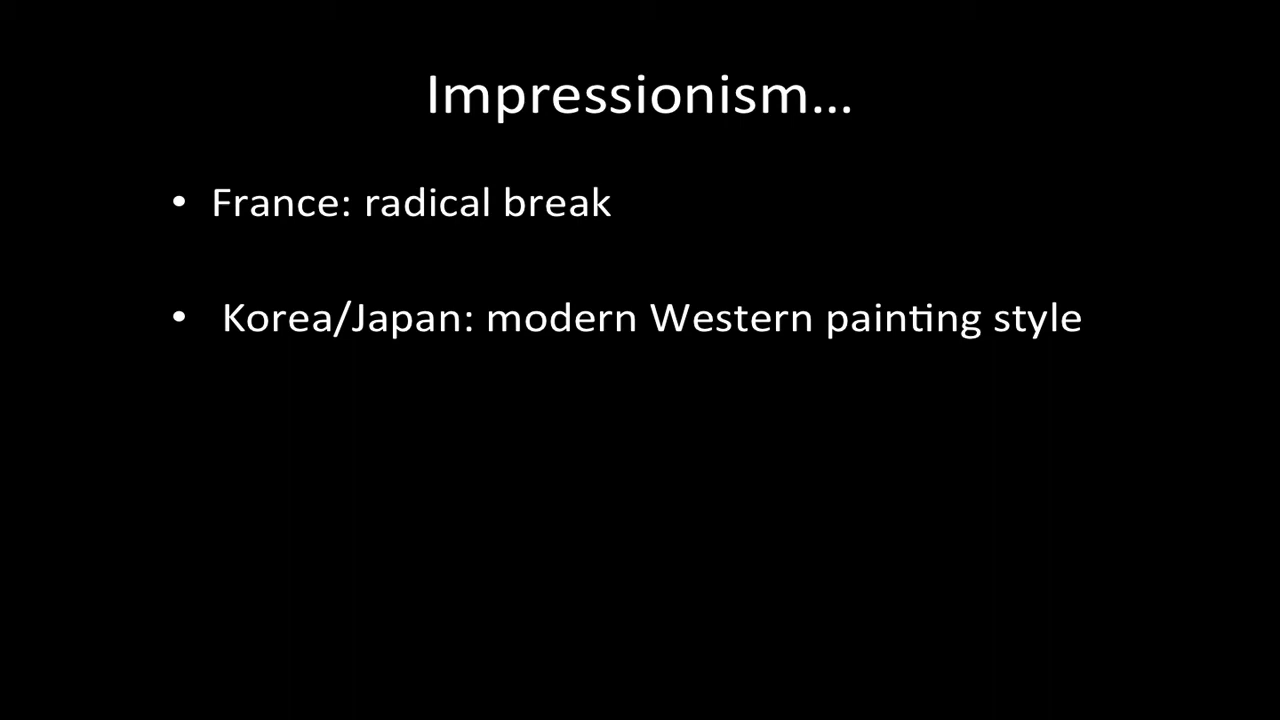 Impressionism...
• France: radical break
• Korea/Japan: modern Western painting style